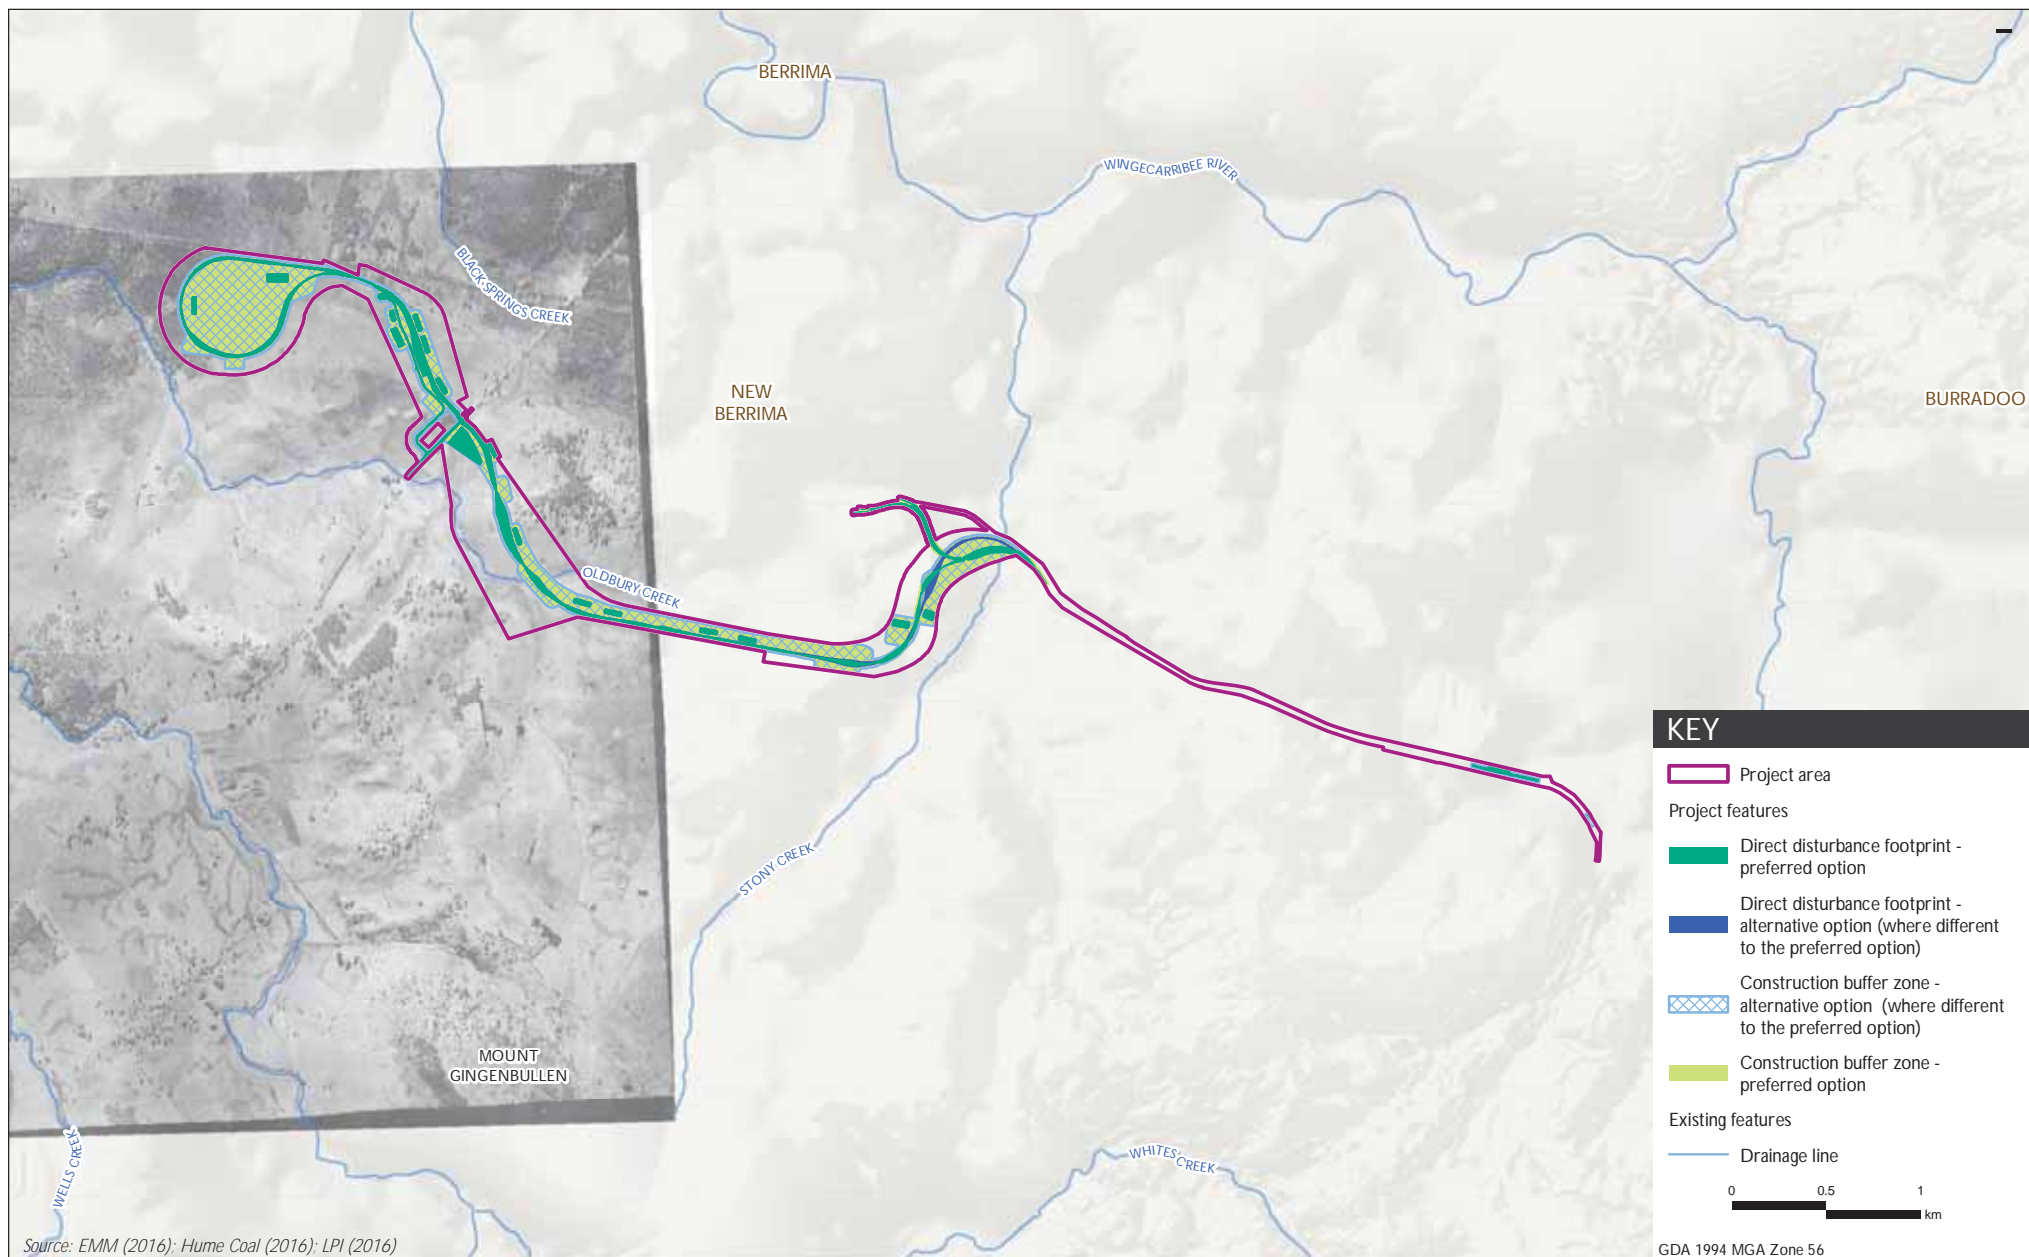 BERRIMA
WINGECARRIBEE RIVER
BLACK SPRINGS CREEK
NEW
BERRIMA
BURRADOO
OLDBURY CREEK
STONY CREEK
MOUNT
GINGENBULLEN
WELLS CREEK
WHITES CREEK
Source: EMM (2016); Hume Coal (2016); LPI (2016)
KEY
Project area
Project features
Direct disturbance footprint -
preferred option
Direct disturbance footprint -
alternative option (where different
to the preferred option)
Construction buffer zone -
alternative option (where different
to the preferred option)
Construction buffer zone -
preferred option
Existing features
Drainage line
0 0.5 1
km
GDA 1994 MGA Zone 56